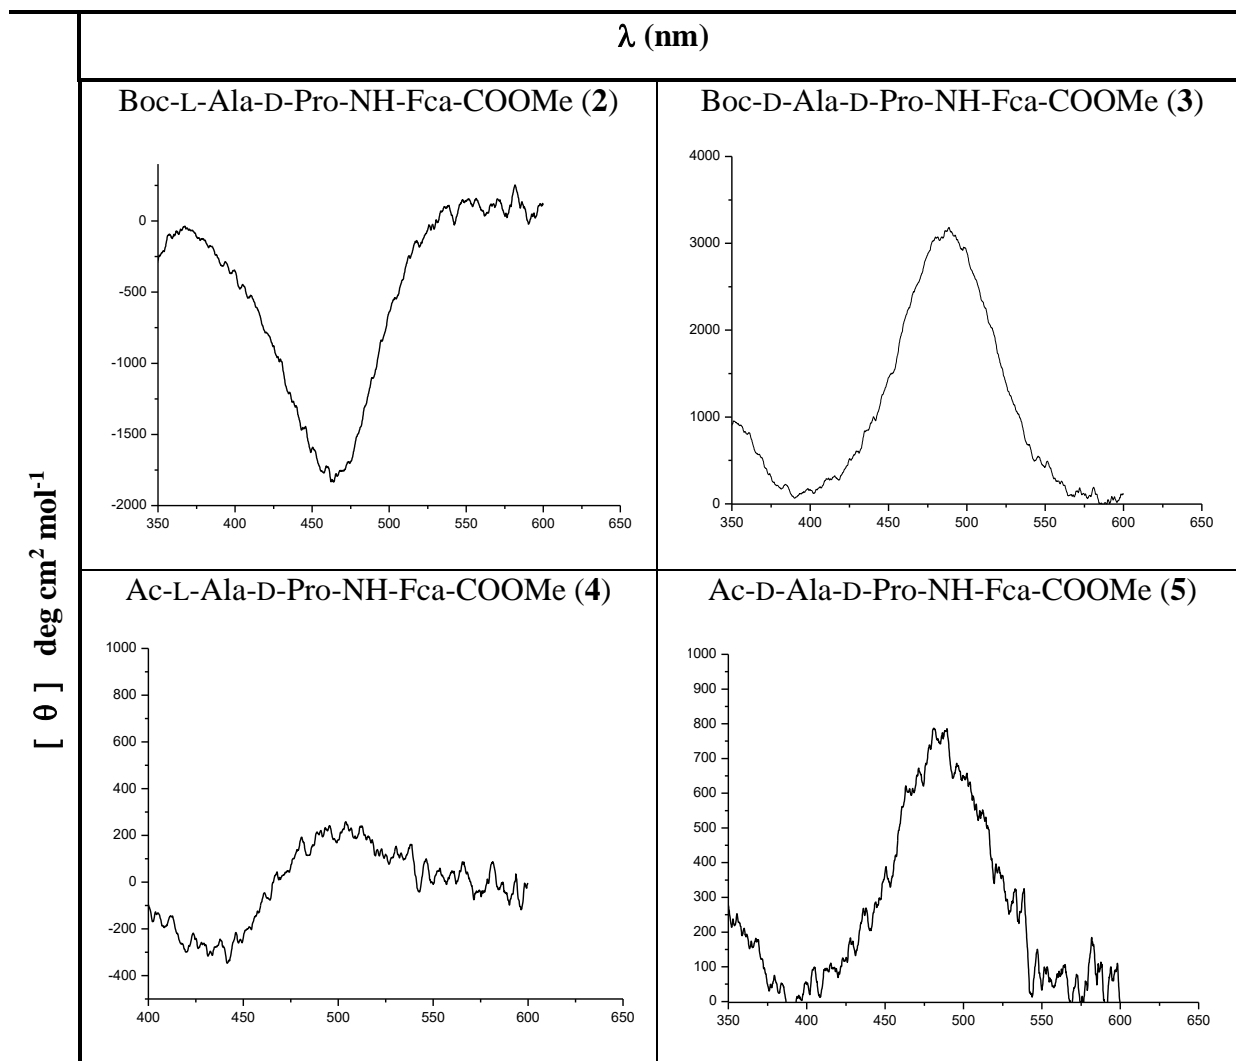 λ (nm)
[ θ ] deg cm² mol⁻¹
Boc-L-Ala-D-Pro-NH-Fca-COOMe (2)
0
-500
-1000
-1500
-2000
350 400 450 500 550 600 650
Boc-D-Ala-D-Pro-NH-Fca-COOMe (3)
4000
3000
2000
1000
0
350 400 450 500 550 600 650
Ac-L-Ala-D-Pro-NH-Fca-COOMe (4)
1000
800
600
400
200
0
-200
-400
400 450 500 550 600 650
Ac-D-Ala-D-Pro-NH-Fca-COOMe (5)
1000
900
800
700
600
500
400
300
200
100
0
350 400 450 500 550 600 650